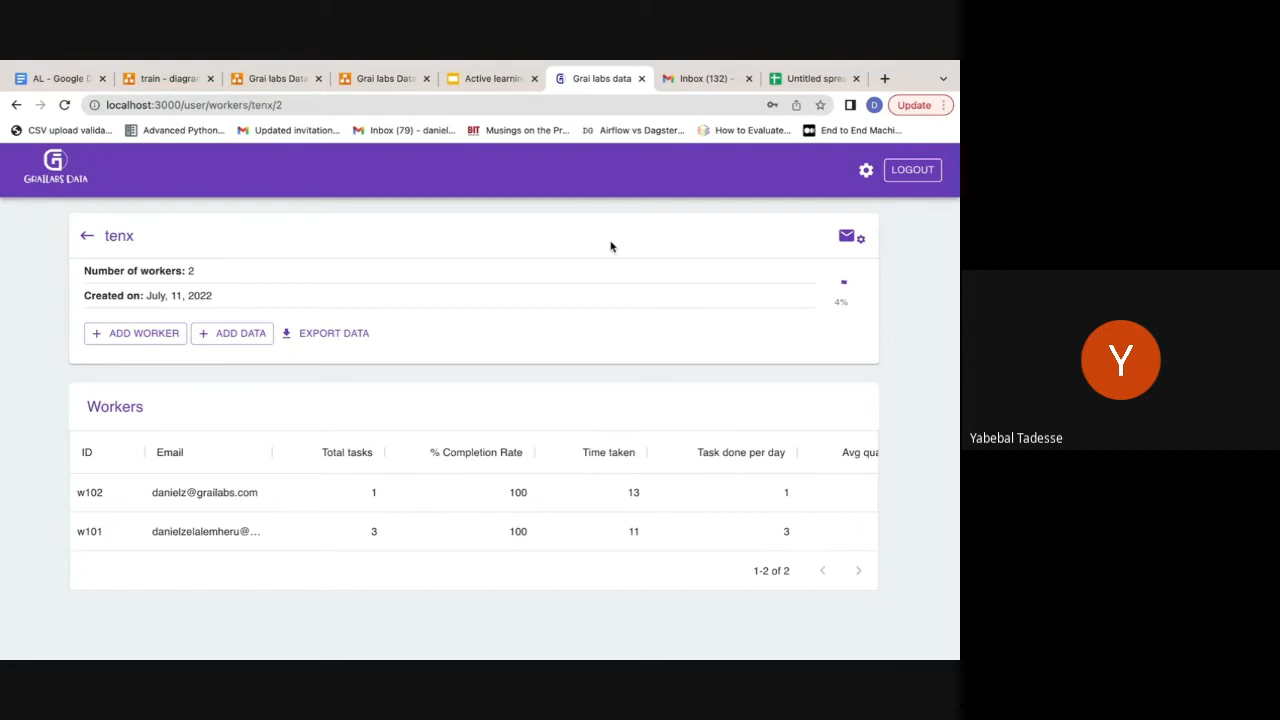 AL - Google D
train - diagram
Grai labs Data
Grai labs Data
Active learnin
Grai labs data
Inbox (132) -
Untitled sprea
localhost:3000/user/workers/tenx/2
D
Update
CSV upload valida...
Advanced Python...
Updated invitation...
Inbox (79) - daniel...
BIT Musings on the Pr...
DG Airflow vs Dagster...
How to Evaluate...
End to End Machi...
G
GRAILABS DATA
LOGOUT
tenx
Number of workers: 2
Created on: July, 11, 2022
4%
+ ADD WORKER
+ ADD DATA
EXPORT DATA
Workers
ID Email Total tasks % Completion Rate Time taken Task done per day Avg qua
w102 danielz@grailabs.com 1 100 13 1
w101 danielzelalemheru@... 3 100 11 3
1-2 of 2
Y
Yabebal Tadesse